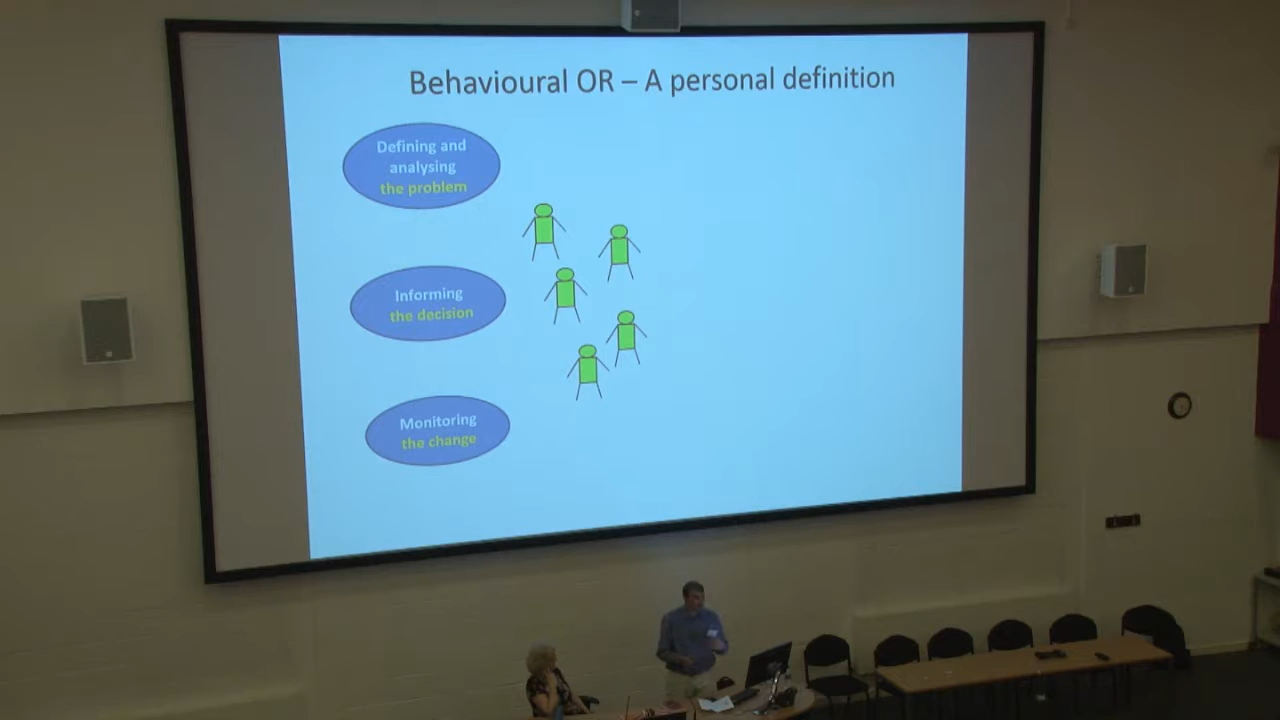 Behavioural OR – A personal definition
Defining and
analysing
the problem
Informing
the decision
Monitoring
the change